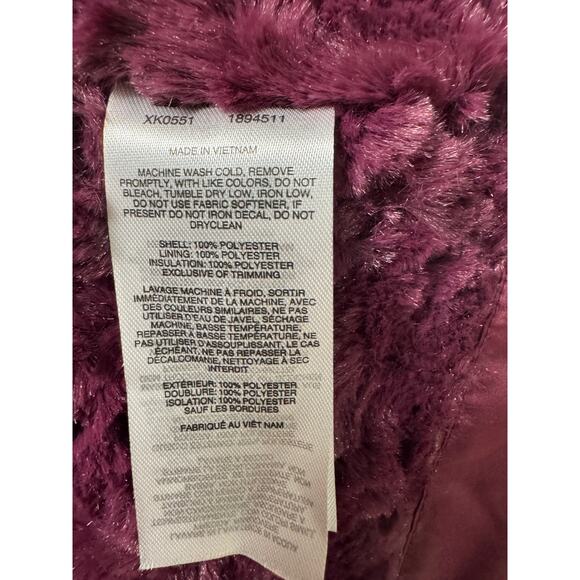 XK0551 1894511
MADE IN VIETNAM
MACHINE WASH COLD, REMOVE
PROMPTLY, WITH LIKE COLORS, DO NOT
BLEACH, TUMBLE DRY LOW, IRON LOW,
DO NOT USE FABRIC SOFTENER, IF
PRESENT DO NOT IRON DECAL, DO NOT
DRYCLEAN
SHELL: 100% POLYESTER
LINING: 100% POLYESTER
INSULATION: 100% POLYESTER
EXCLUSIVE OF TRIMMING
LAVAGE MACHINE À FROID, SORTIR
IMMÉDIATEMENT DE LA MACHINE, AVEC
DES COULEURS SIMILAIRES, NE PAS
UTILISER D'EAU DE JAVEL, SÉCHAGE
MACHINE, BASSE TEMPÉRATURE,
REPASSER À BASSE TEMPÉRATURE, NE
PAS UTILISER D'ASSOUPLISSANT, LE CAS
ÉCHÉANT, NE PAS REPASSER LA
DÉCALCOMANIE, NETTOYAGE À SEC
INTERDIT
EXTÉRIEUR: 100% POLYESTER
DOUBLURE: 100% POLYESTER
ISOLATION: 100% POLYESTER
SAUF LES BORDURES
FABRIQUÉ AU VIÊT NAM